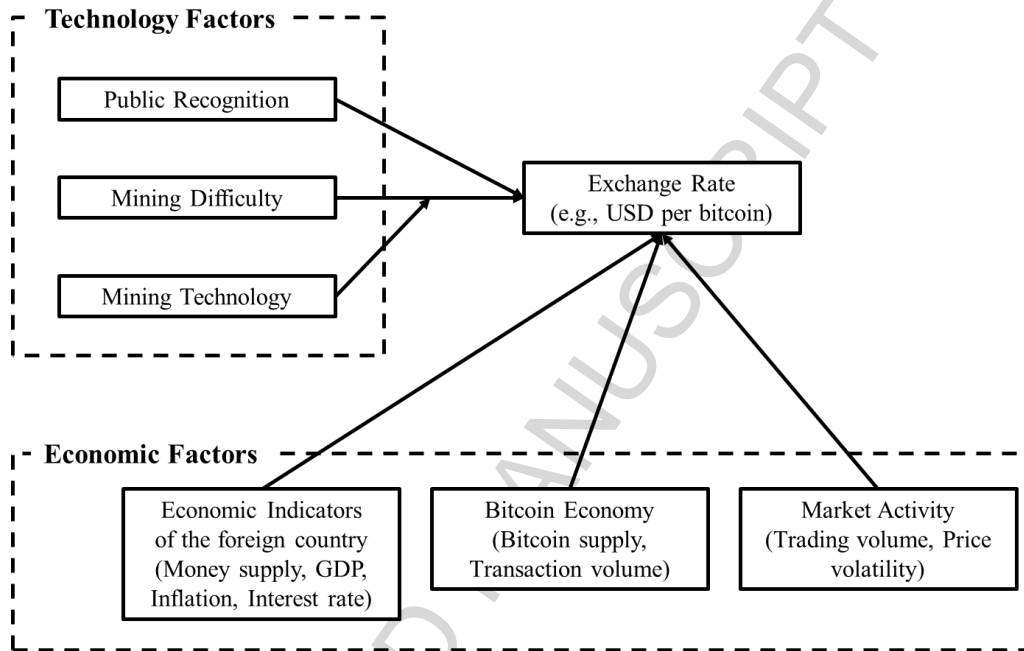 Technology Factors
Public Recognition
Mining Difficulty
Mining Technology
Exchange Rate
(e.g., USD per bitcoin)
Economic Factors
Economic Indicators
of the foreign country
(Money supply, GDP,
Inflation, Interest rate)
Bitcoin Economy
(Bitcoin supply,
Transaction volume)
Market Activity
(Trading volume, Price
volatility)
D MANUSCRIPT